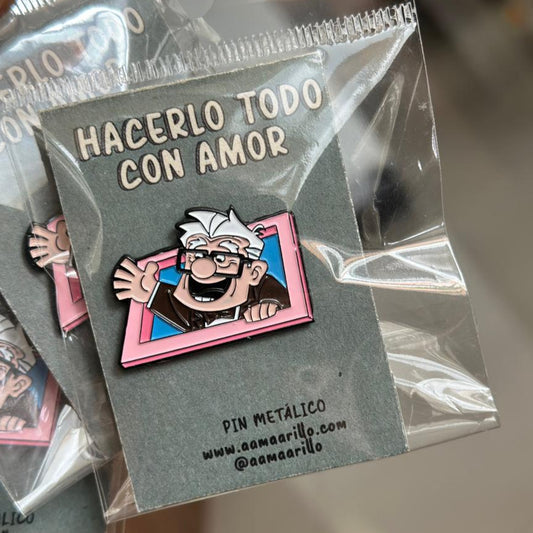 HACERLO TODO
CON AMOR
PIN METÁLICO
www.aamaarillo.com
@aamaarillo